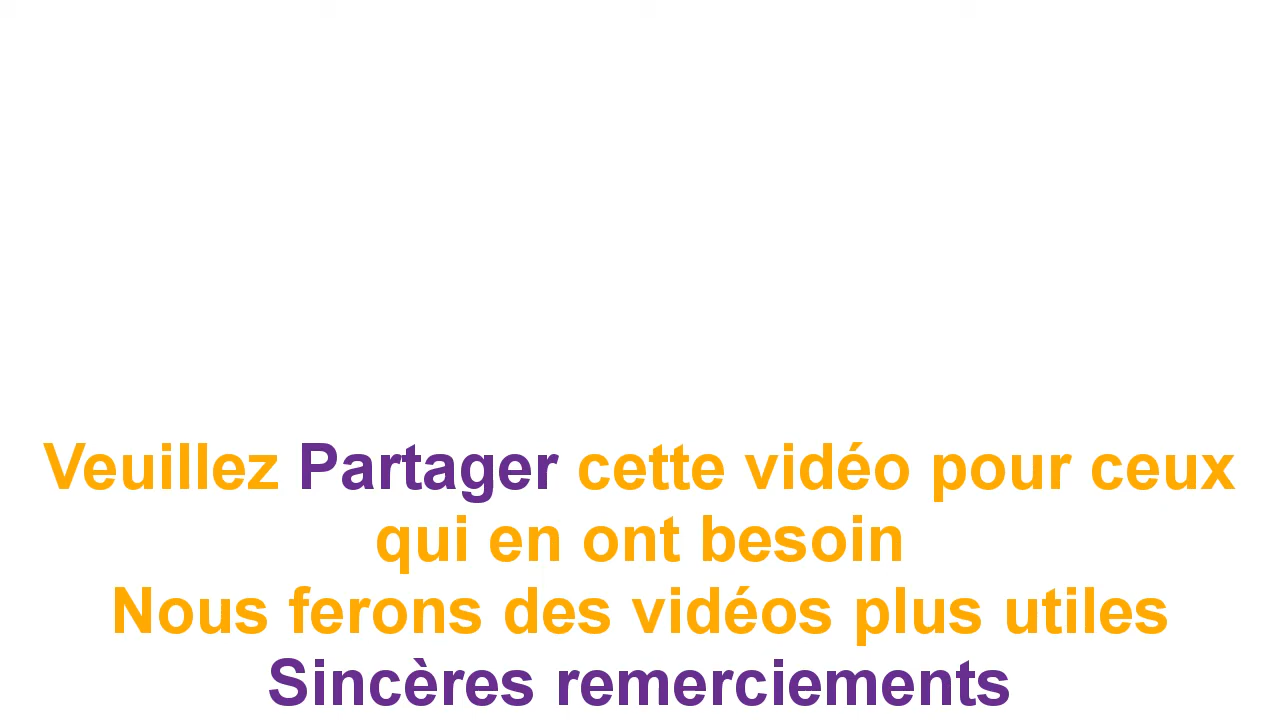 Veuillez Partager cette vidéo pour ceux
qui en ont besoin
Nous ferons des vidéos plus utiles
Sincères remerciements